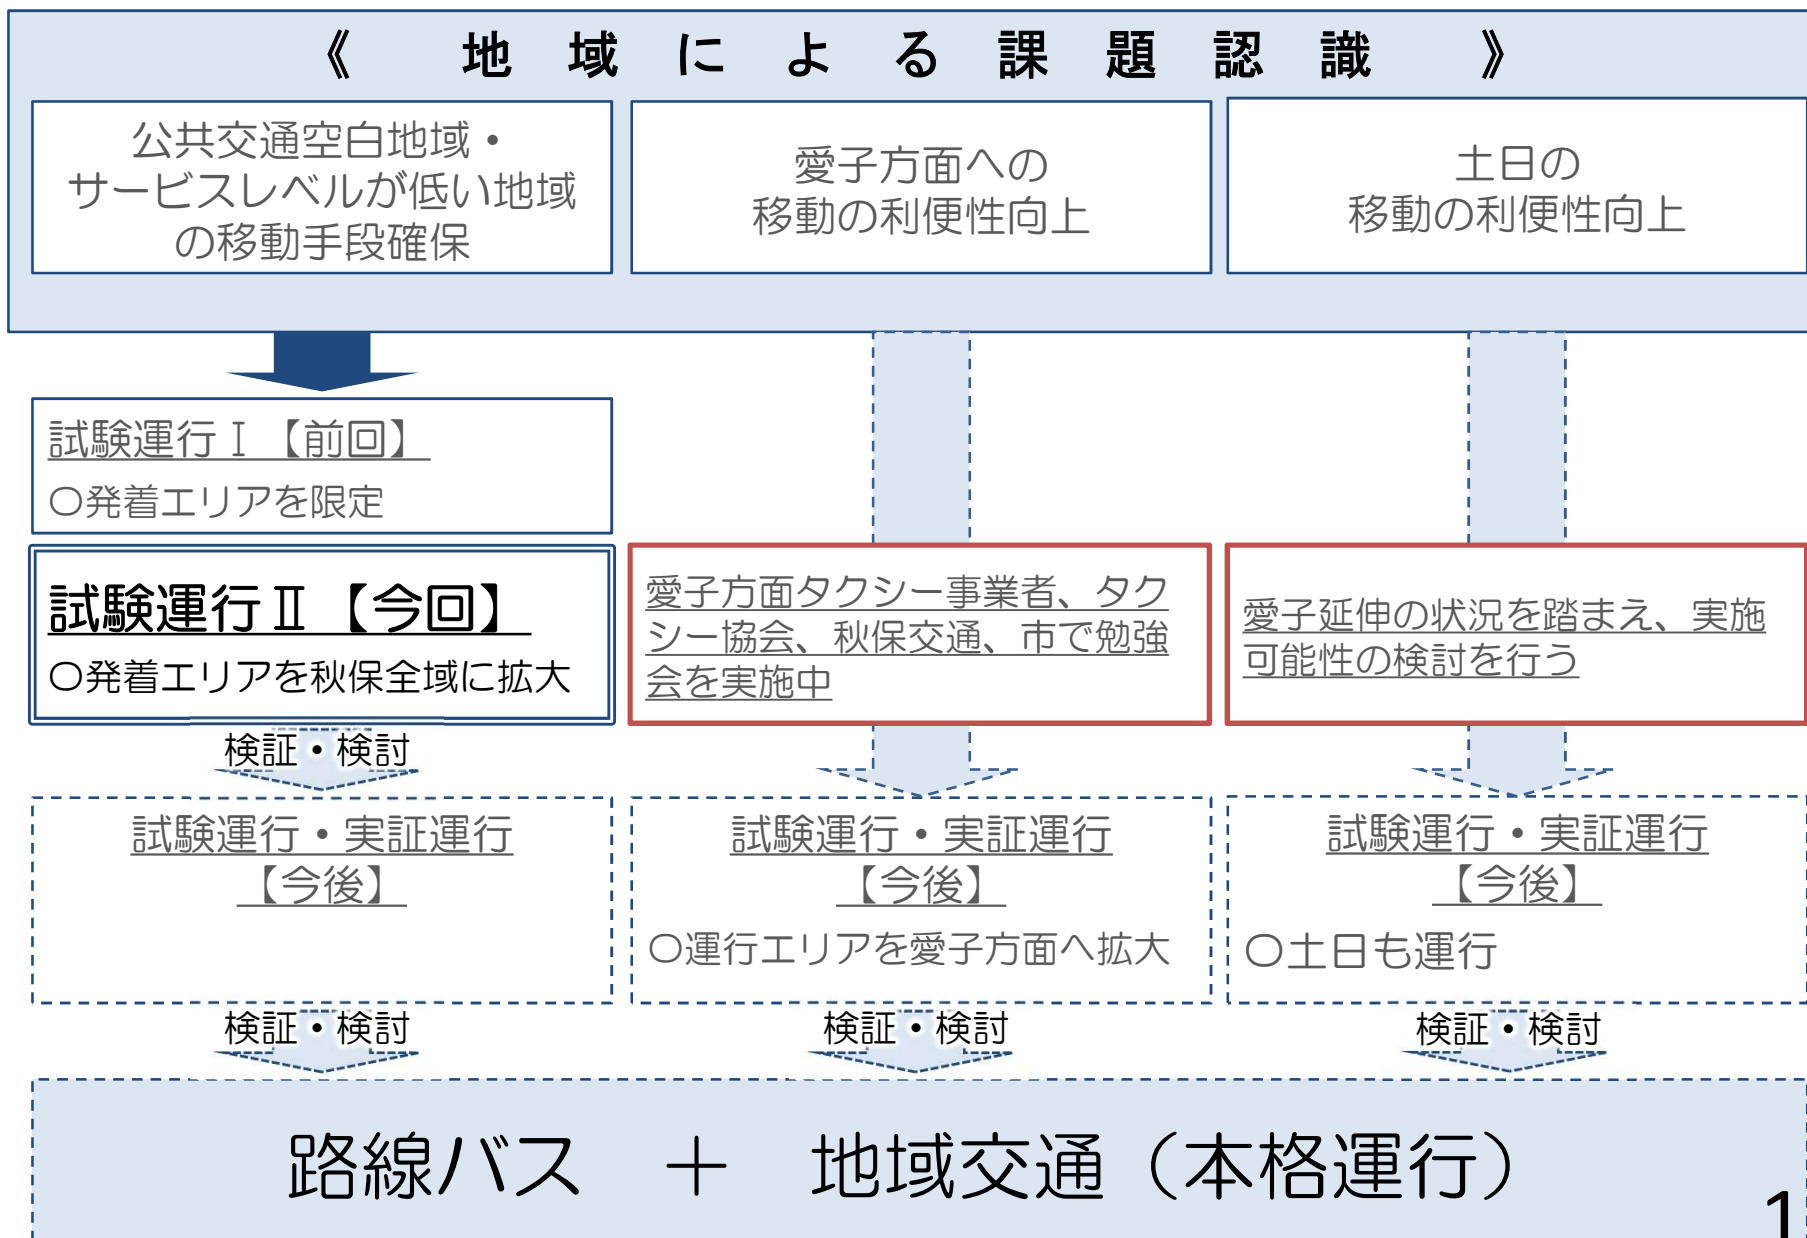 《 地域による課題認識 》
公共交通空白地域・
サービスレベルが低い地域
の移動手段確保
愛子方面への
移動の利便性向上
土日の
移動の利便性向上
試験運行Ⅰ【前回】
○発着エリアを限定
試験運行Ⅱ【今回】
○発着エリアを秋保全域に拡大
愛子方面タクシー事業者、タク
シー協会、秋保交通、市で勉強
会を実施中
愛子延伸の状況を踏まえ、実施
可能性の検討を行う
検証・検討
試験運行・実証運行
【今後】
試験運行・実証運行
【今後】
○運行エリアを愛子方面へ拡大
試験運行・実証運行
【今後】
○土日も運行
検証・検討
検証・検討
検証・検討
路線バス ＋ 地域交通（本格運行）
1